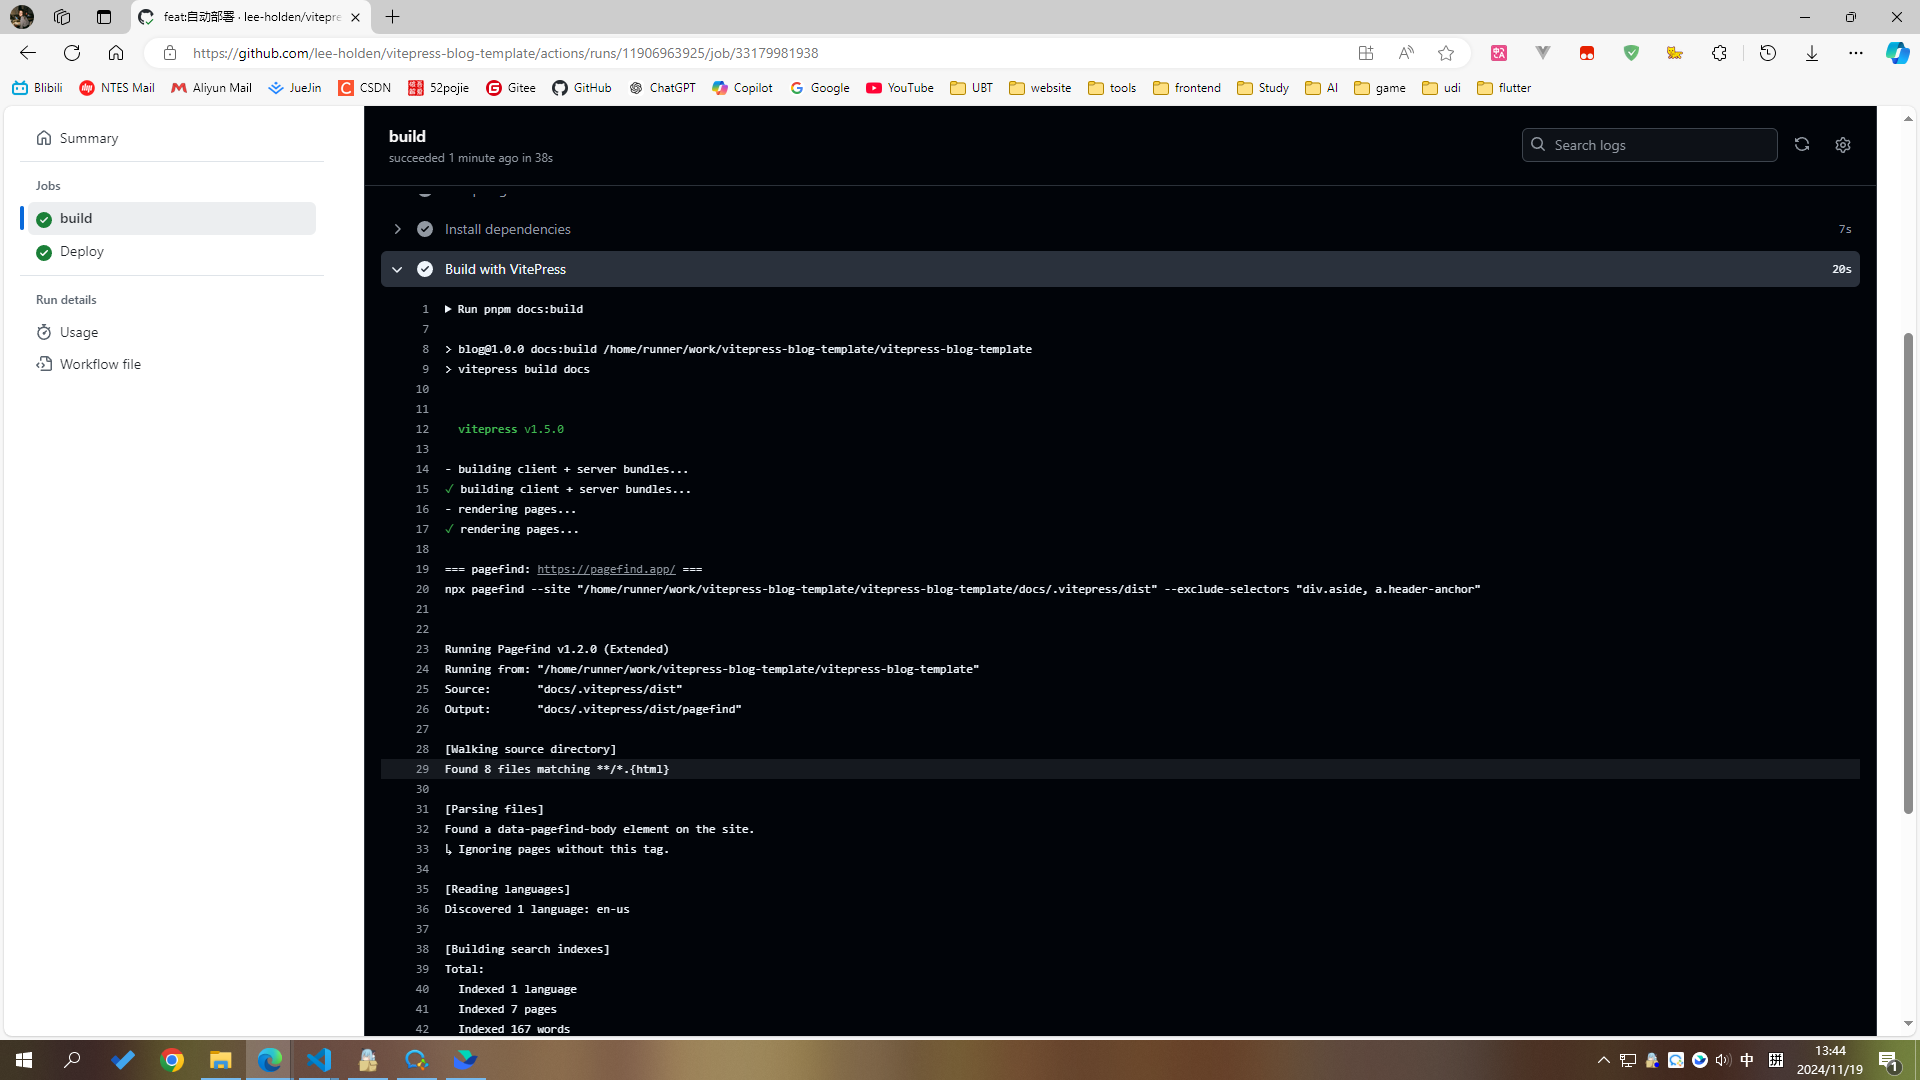 feat:自动部署 · lee-holden/vitepre
https://github.com/lee-holden/vitepress-blog-template/actions/runs/11906963925/job/33179981938
Blibili NTES Mail Aliyun Mail JueJin CSDN 52pojie Gitee GitHub ChatGPT Copilot Google YouTube UBT website tools frontend Study AI game udi flutter
Summary
Jobs
build
Deploy
Run details
Usage
Workflow file
build
succeeded 1 minute ago in 38s
Search logs
Install dependencies 7s
Build with VitePress 20s
1 Run pnpm docs:build
7
8 > blog@1.0.0 docs:build /home/runner/work/vitepress-blog-template/vitepress-blog-template
9 > vitepress build docs
10
11
12 vitepress v1.5.0
13
14 - building client + server bundles...
15 ✓ building client + server bundles...
16 - rendering pages...
17 ✓ rendering pages...
18
19 === pagefind: https://pagefind.app/ ===
20 npx pagefind --site "/home/runner/work/vitepress-blog-template/vitepress-blog-template/docs/.vitepress/dist" --exclude-selectors "div.aside, a.header-anchor"
21
22
23 Running Pagefind v1.2.0 (Extended)
24 Running from: "/home/runner/work/vitepress-blog-template/vitepress-blog-template"
25 Source: "docs/.vitepress/dist"
26 Output: "docs/.vitepress/dist/pagefind"
27
28 [Walking source directory]
29 Found 8 files matching **/*.{html}
30
31 [Parsing files]
32 Found a data-pagefind-body element on the site.
33 ↳ Ignoring pages without this tag.
34
35 [Reading languages]
36 Discovered 1 language: en-us
37
38 [Building search indexes]
39 Total:
40 Indexed 1 language
41 Indexed 7 pages
42 Indexed 167 words
中 拼
13:44
2024/11/19
1